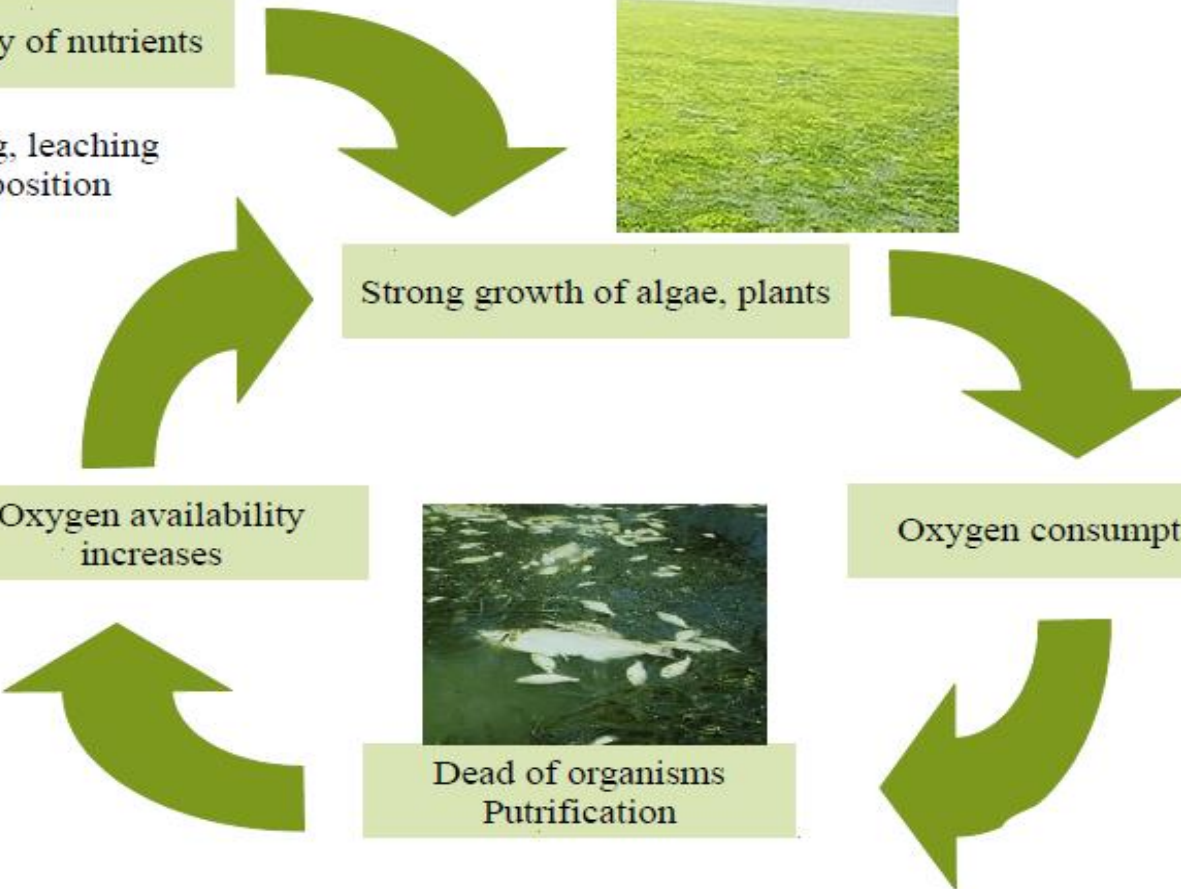 y of nutrients
g, leaching
position
Strong growth of algae, plants
Oxygen availability
increases
Oxygen consumpt
Dead of organisms
Putrification